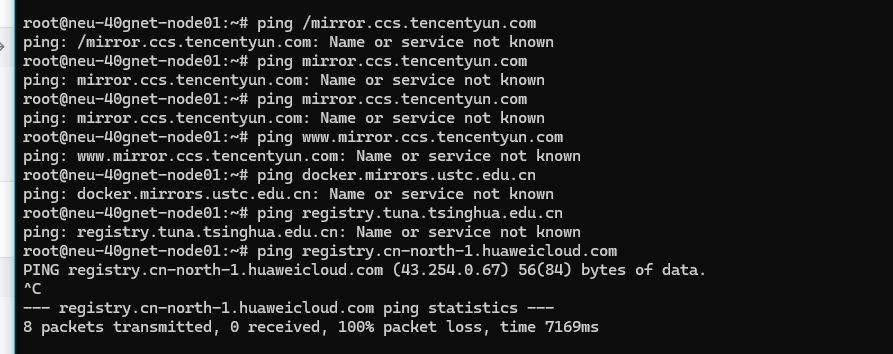 root@neu-40gnet-node01:~# ping /mirror.ccs.tencentyun.com
ping: /mirror.ccs.tencentyun.com: Name or service not known
root@neu-40gnet-node01:~# ping mirror.ccs.tencentyun.com
ping: mirror.ccs.tencentyun.com: Name or service not known
root@neu-40gnet-node01:~# ping mirror.ccs.tencentyun.com
ping: mirror.ccs.tencentyun.com: Name or service not known
root@neu-40gnet-node01:~# ping www.mirror.ccs.tencentyun.com
ping: www.mirror.ccs.tencentyun.com: Name or service not known
root@neu-40gnet-node01:~# ping docker.mirrors.ustc.edu.cn
ping: docker.mirrors.ustc.edu.cn: Name or service not known
root@neu-40gnet-node01:~# ping registry.tuna.tsinghua.edu.cn
ping: registry.tuna.tsinghua.edu.cn: Name or service not known
root@neu-40gnet-node01:~# ping registry.cn-north-1.huaweicloud.com
PING registry.cn-north-1.huaweicloud.com (43.254.0.67) 56(84) bytes of data.
^C
--- registry.cn-north-1.huaweicloud.com ping statistics ---
8 packets transmitted, 0 received, 100% packet loss, time 7169ms